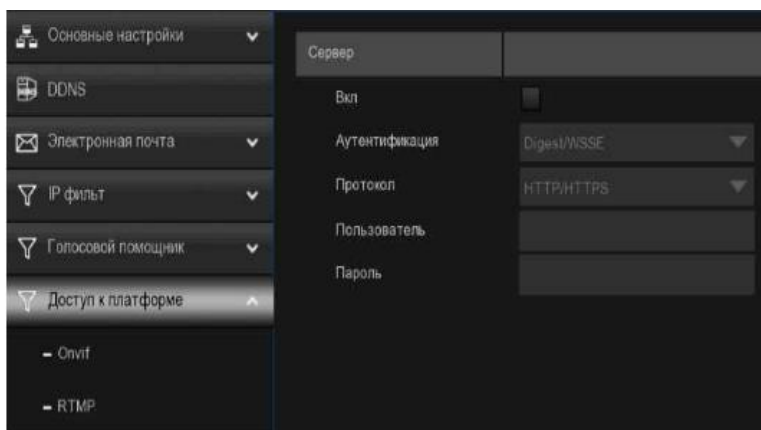 Основные настройки
DDNS
Электронная почта
IP фильт
Голосовой помощник
Доступ к платформе
Onvif
RTMP
Сервер
Вкл
Аутентификация Digest/WSSE
Протокол HTTP/HTTPS
Пользователь
Пароль